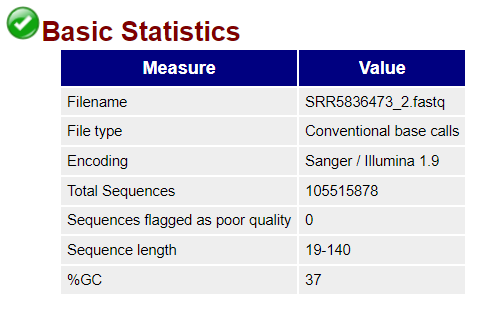 Basic Statistics
Measure Value
Filename SRR5836473_2.fastq
File type Conventional base calls
Encoding Sanger / Illumina 1.9
Total Sequences 105515878
Sequences flagged as poor quality 0
Sequence length 19-140
%GC 37